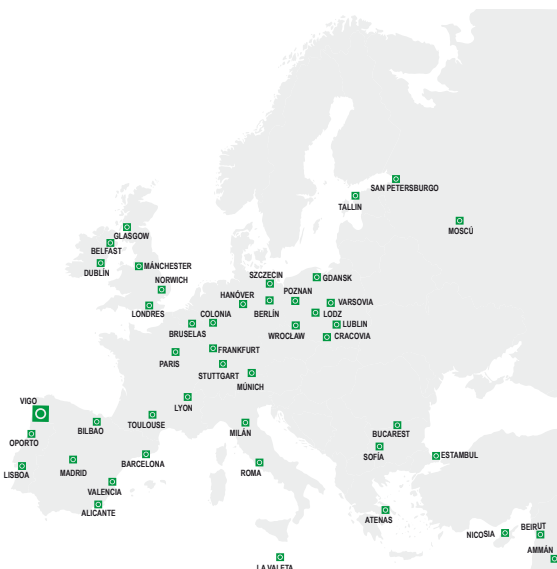 SAN PETERSBURGO
TALLIN
MOSCÚ
GLASGOW
BELFAST
DUBLÍN
MÁNCHESTER
NORWICH
LONDRES
SZCZECIN
GDANSK
HANÓVER
POZNAN
BERLÍN
VARSOVIA
LODZ
COLONIA
LUBLIN
BRUSELAS
WROCLAW
CRACOVIA
FRANKFURT
PARIS
STUTTGART
MÚNICH
VIGO
LYON
BILBAO
TOULOUSE
MILÁN
BUCAREST
OPORTO
SOFÍA
ESTAMBUL
LISBOA
MADRID
BARCELONA
ROMA
VALENCIA
ALICANTE
ATENAS
NICOSIA
BEIRUT
AMMÁN
LA VALETA